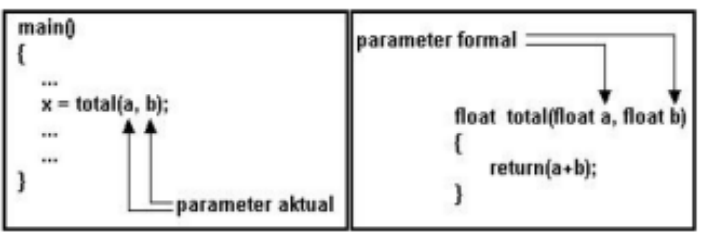 main()
{
...
x = total(a, b);
...
...
}
parameter aktual
parameter formal
float total(float a, float b)
{
return(a+b);
}